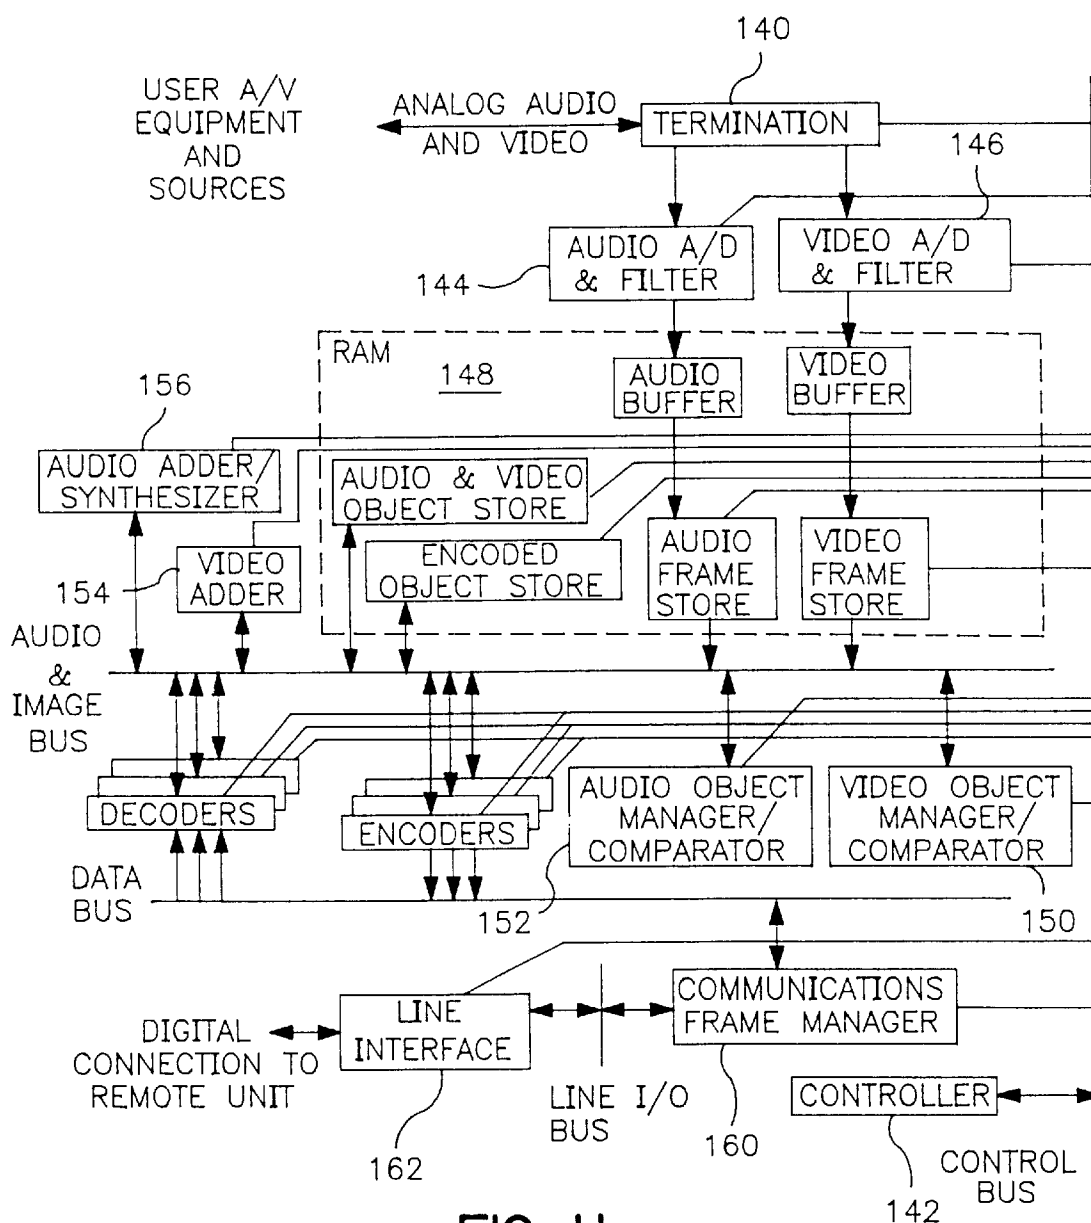 140
USER A/V
EQUIPMENT
AND
SOURCES
ANALOG AUDIO
AND VIDEO
TERMINATION
146
AUDIO A/D
& FILTER
VIDEO A/D
& FILTER
144
RAM
148
AUDIO
BUFFER
VIDEO
BUFFER
156
AUDIO ADDER/
SYNTHESIZER
AUDIO & VIDEO
OBJECT STORE
ENCODED
OBJECT STORE
AUDIO
FRAME
STORE
VIDEO
FRAME
STORE
VIDEO
ADDER
154
AUDIO
&
IMAGE
BUS
DECODERS
ENCODERS
AUDIO OBJECT
MANAGER/
COMPARATOR
VIDEO OBJECT
MANAGER/
COMPARATOR
DATA
BUS
152
150
DIGITAL
CONNECTION TO
REMOTE UNIT
LINE
INTERFACE
COMMUNICATIONS
FRAME MANAGER
LINE I/O
BUS
162
160
CONTROLLER
142
CONTROL
BUS